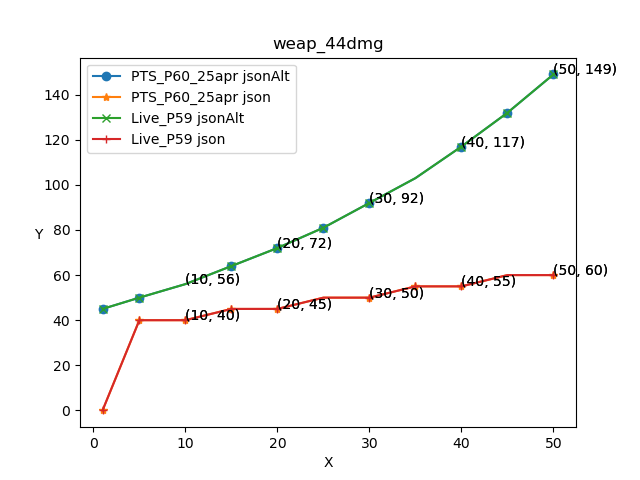 weap_44dmg
PTS_P60_25apr jsonAlt
PTS_P60_25apr json
Live_P59 jsonAlt
Live_P59 json
(50, 149)
(40, 117)
(30, 92)
(20, 72)
(10, 56)
(50, 60)
(40, 55)
(30, 50)
(20, 45)
(10, 40)
Y
140
120
100
80
60
40
20
0
0 10 20 30 40 50
X